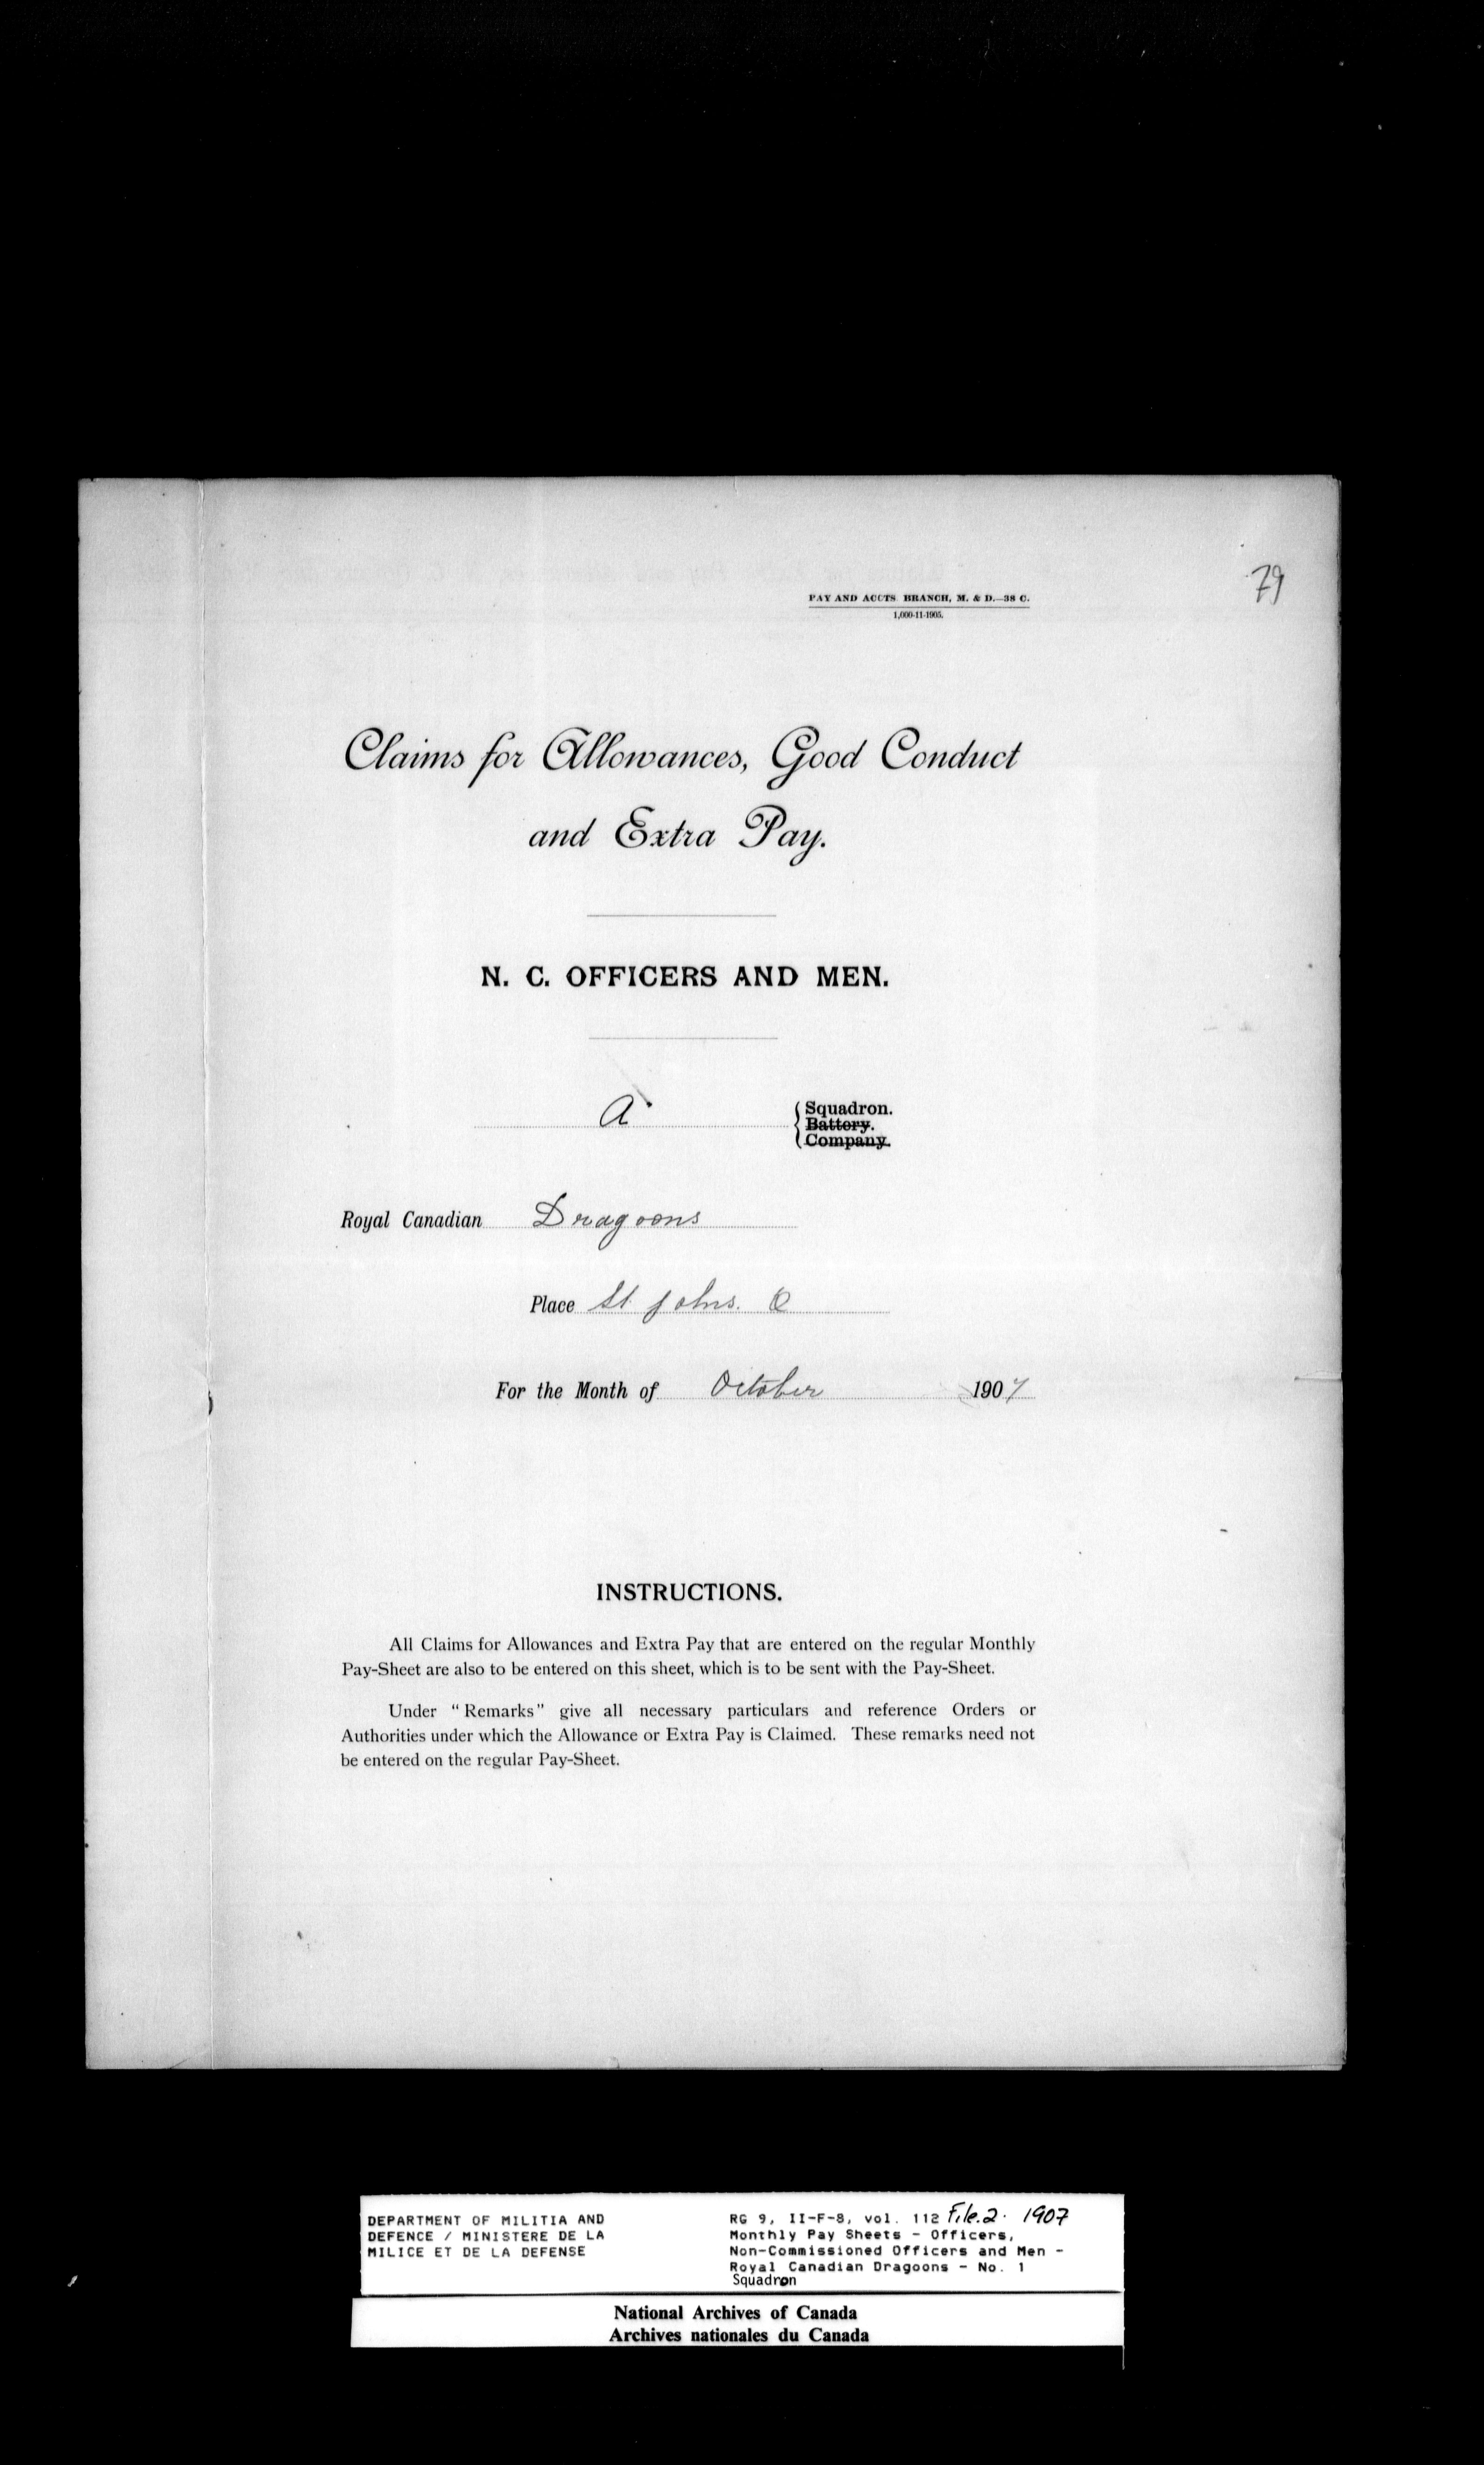 79
PAY AND ACCTS. BRANCH, M. & D.—38 C.
1,000-11-1905.
Claims for Allowances, Good Conduct
and Extra Pay.
N. C. OFFICERS AND MEN.
A
Squadron.
Battery.
Company.
Royal Canadian Dragoons
Place St. Johns. Q
For the Month of October 1907
INSTRUCTIONS.
All Claims for Allowances and Extra Pay that are entered on the regular Monthly
Pay-Sheet are also to be entered on this sheet, which is to be sent with the Pay-Sheet.
Under "Remarks" give all necessary particulars and reference Orders or
Authorities under which the Allowance or Extra Pay is Claimed. These remarks need not
be entered on the regular Pay-Sheet.
DEPARTMENT OF MILITIA AND
DEFENCE / MINISTERE DE LA
MILICE ET DE LA DEFENSE
RG 9, II-F-8, vol. 112 File.2. 1907
Monthly Pay Sheets - Officers,
Non-Commissioned Officers and Men -
Royal Canadian Dragoons - No. 1
Squadron
National Archives of Canada
Archives nationales du Canada